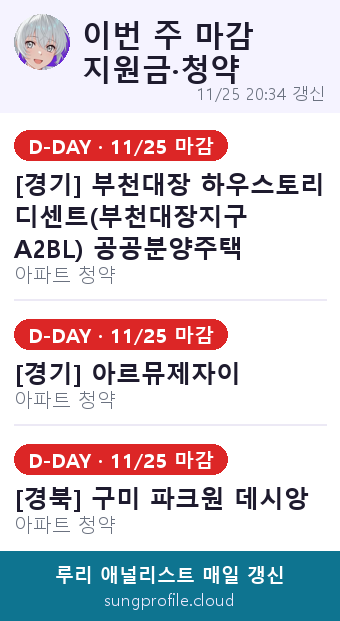 이번 주 마감
지원금·청약
11/25 20:34 갱신
D-DAY · 11/25 마감
[경기] 부천대장 하우스토리
디센트(부천대장지구
A2BL) 공공분양주택
아파트 청약
D-DAY · 11/25 마감
[경기] 아르뮤제자이
아파트 청약
D-DAY · 11/25 마감
[경북] 구미 파크원 데시앙
아파트 청약
루리 애널리스트 매일 갱신
sungprofile.cloud